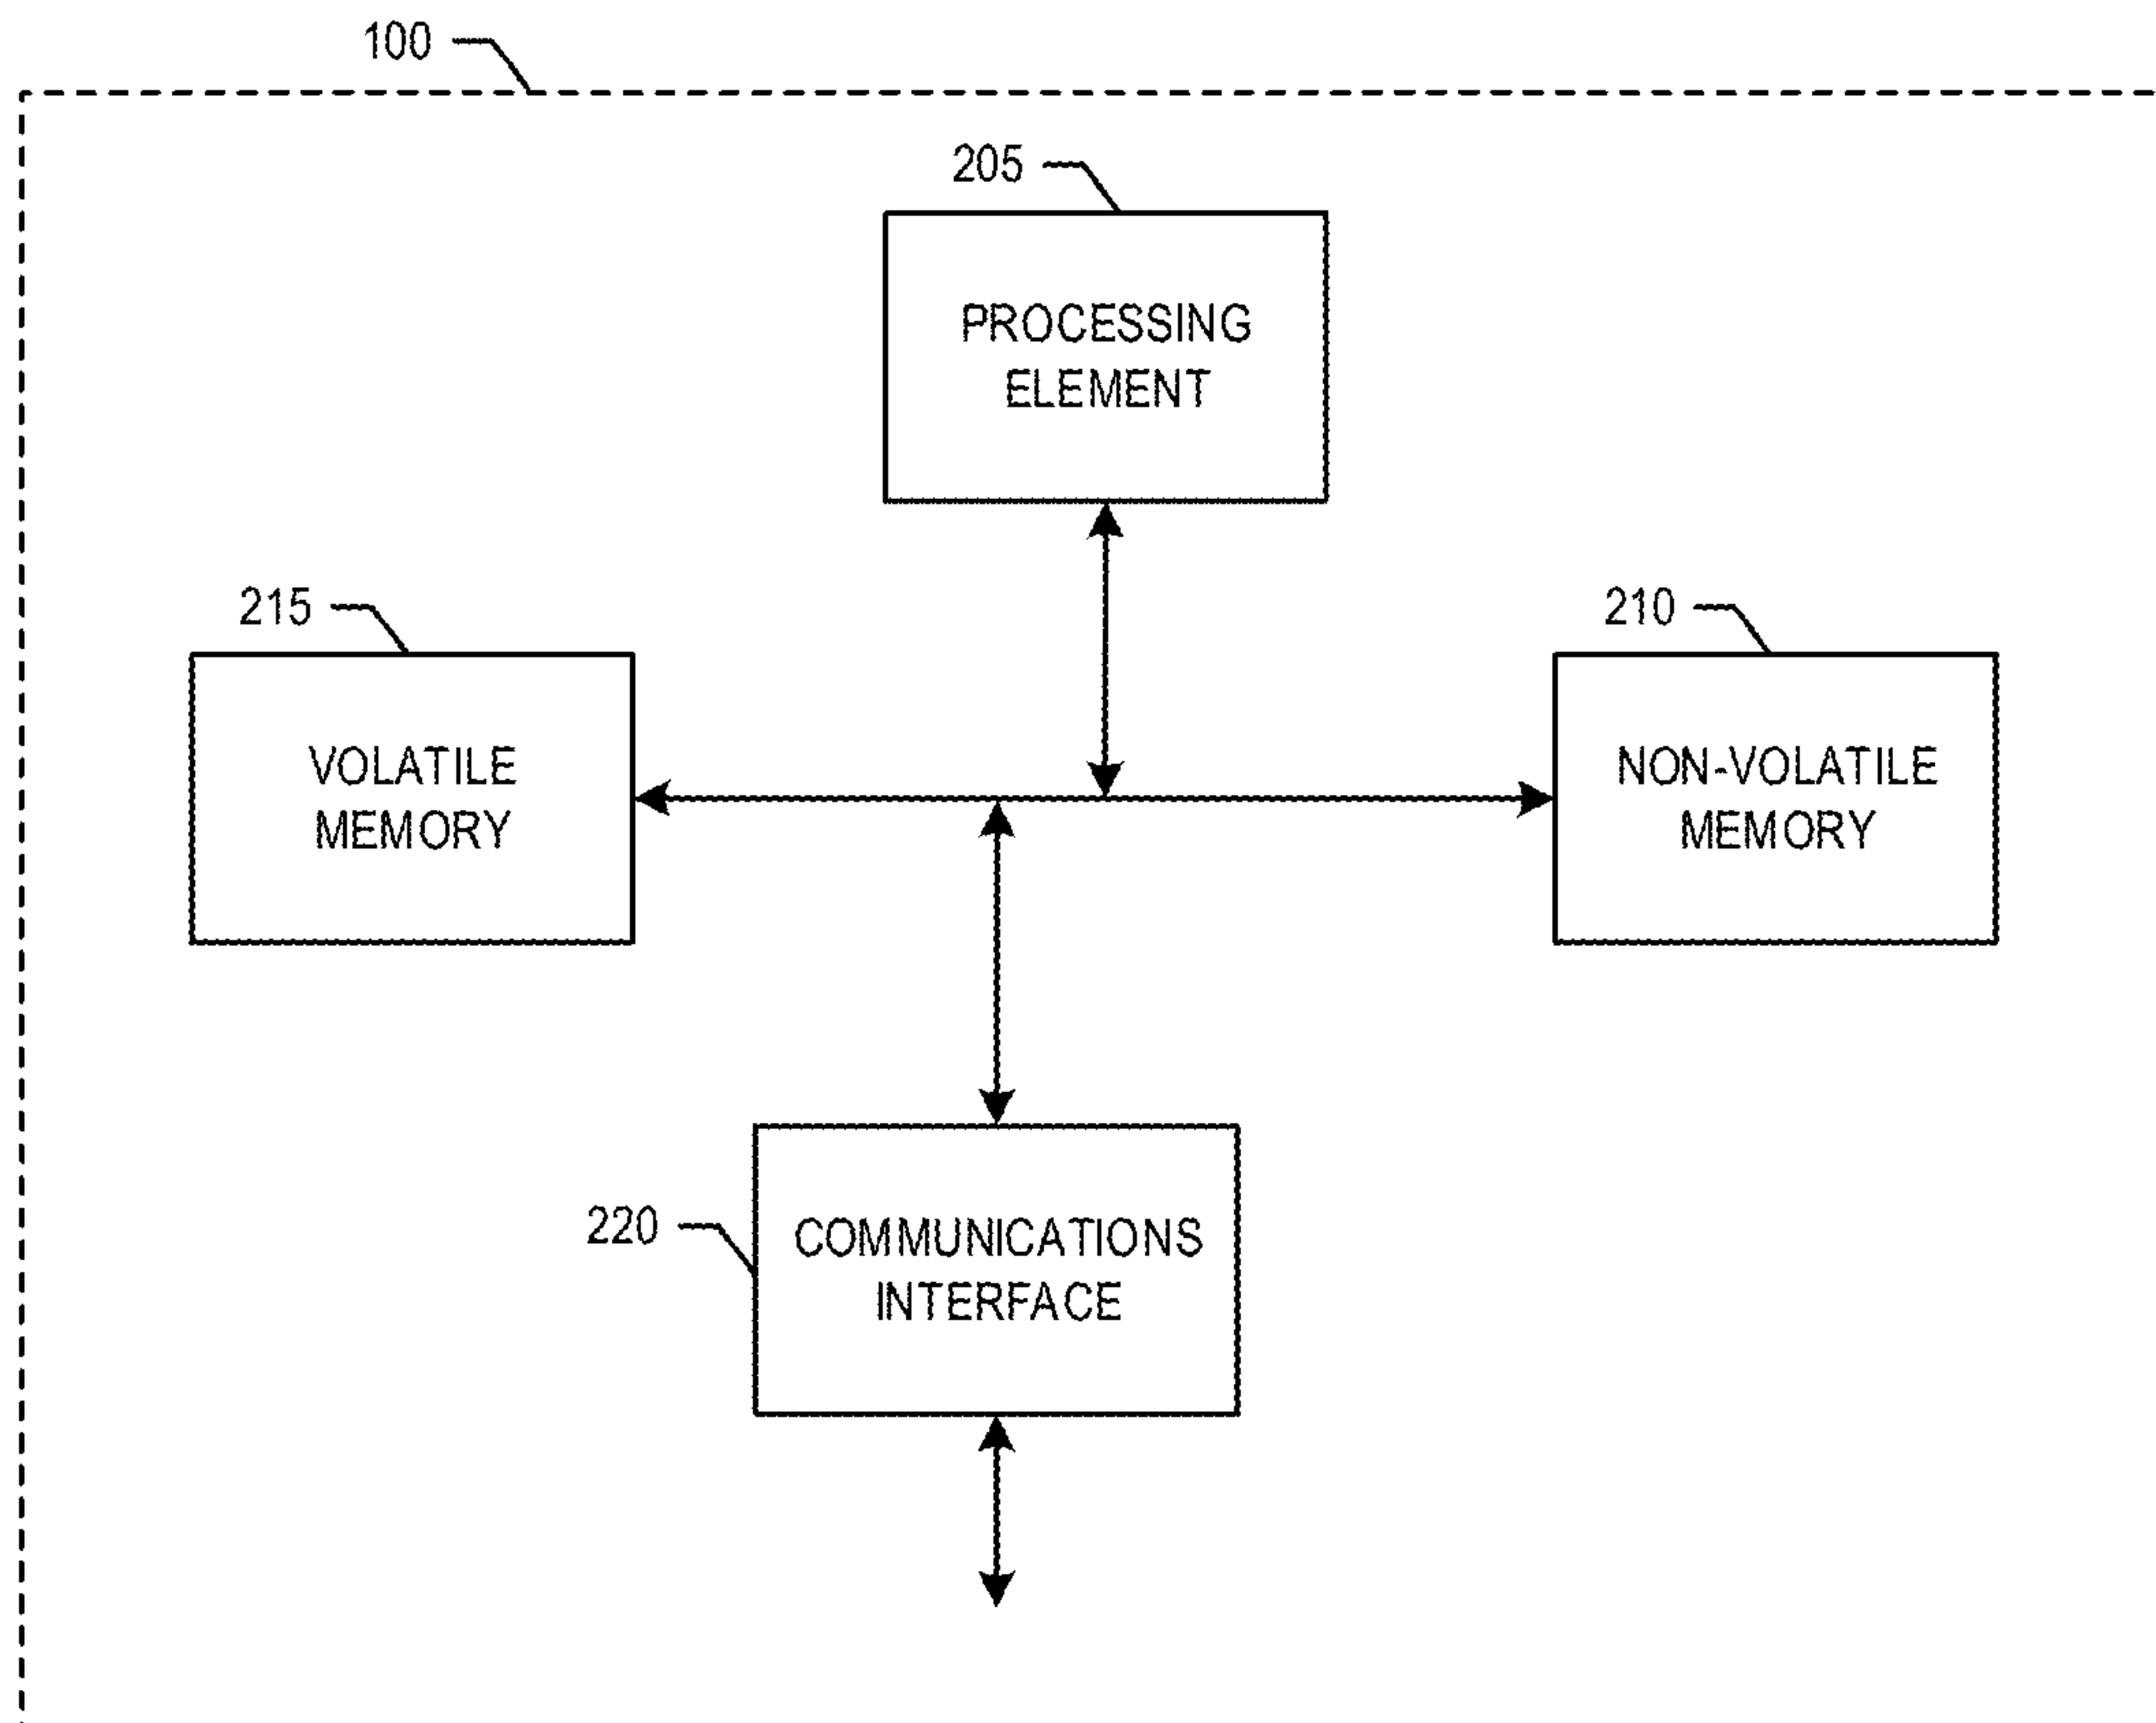 100
205
PROCESSING
ELEMENT
215
210
VOLATILE
MEMORY
NON-VOLATILE
MEMORY
220
COMMUNICATIONS
INTERFACE